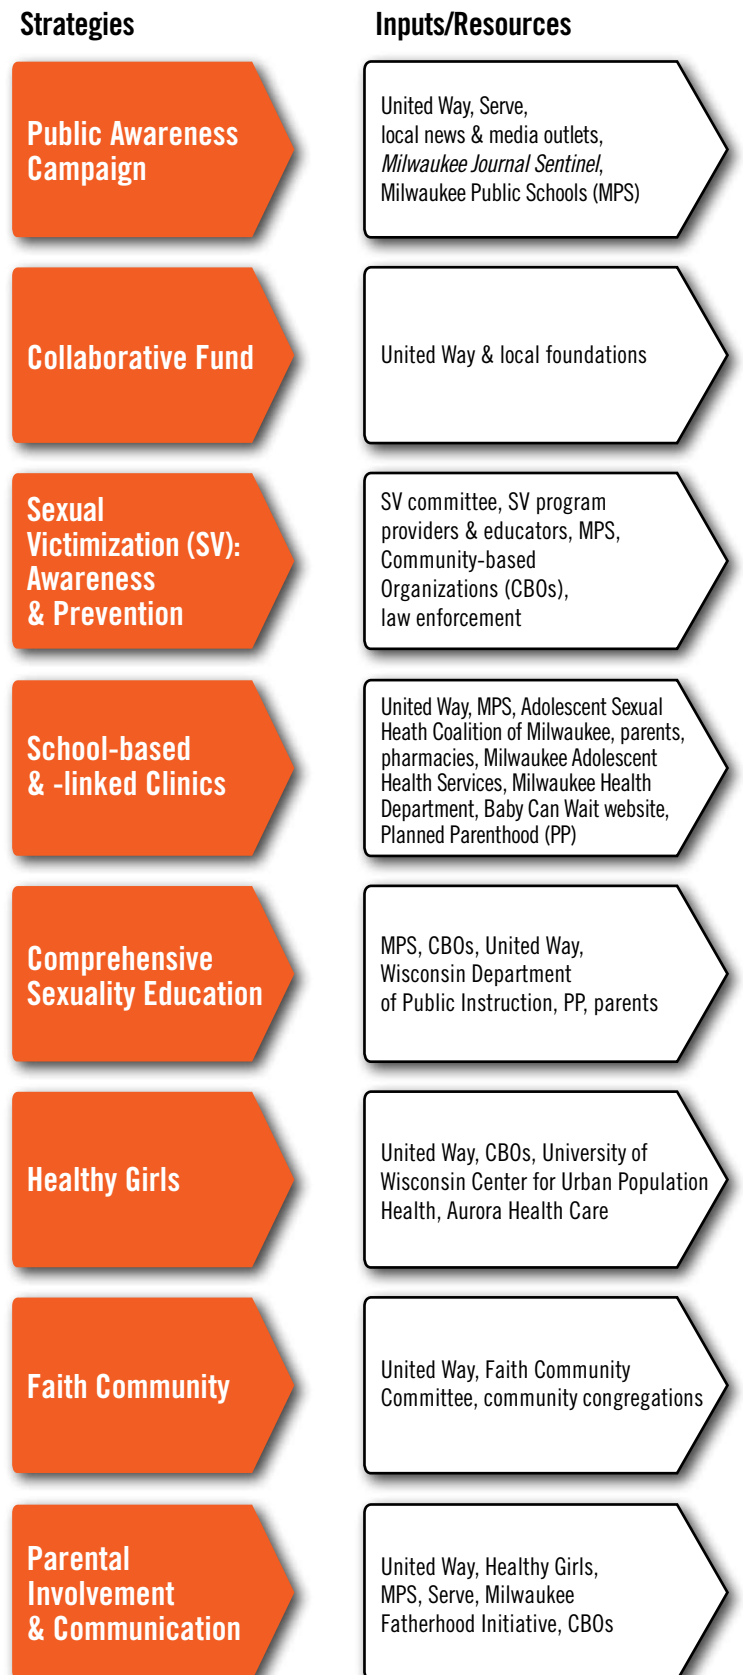 Strategies
Inputs/Resources
Public Awareness
Campaign
United Way, Serve,
local news & media outlets,
Milwaukee Journal Sentinel,
Milwaukee Public Schools (MPS)
Collaborative Fund
United Way & local foundations
Sexual
Victimization (SV):
Awareness
& Prevention
SV committee, SV program
providers & educators, MPS,
Community-based
Organizations (CBOs),
law enforcement
School-based
& -linked Clinics
United Way, MPS, Adolescent Sexual
Heath Coalition of Milwaukee, parents,
pharmacies, Milwaukee Adolescent
Health Services, Milwaukee Health
Department, Baby Can Wait website,
Planned Parenthood (PP)
Comprehensive
Sexuality Education
MPS, CBOs, United Way,
Wisconsin Department
of Public Instruction, PP, parents
Healthy Girls
United Way, CBOs, University of
Wisconsin Center for Urban Population
Health, Aurora Health Care
Faith Community
United Way, Faith Community
Committee, community congregations
Parental
Involvement
& Communication
United Way, Healthy Girls,
MPS, Serve, Milwaukee
Fatherhood Initiative, CBOs